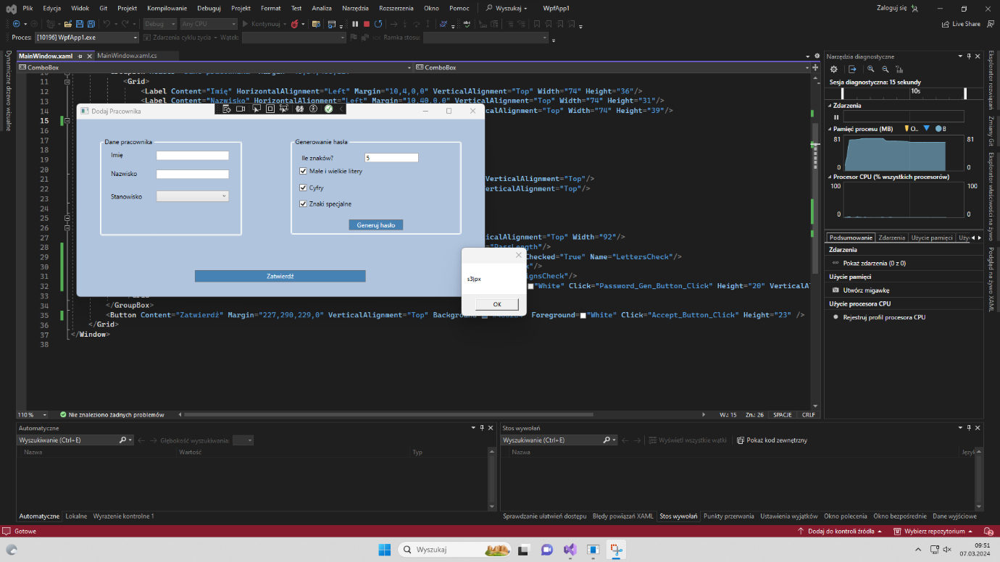 Plik Edycja Widok Git Projekt Kompilowanie Debuguj Projekt Format Test Analiza Narzędzia Rozszerzenia Okno Pomoc Wyszukaj WpfApp1 Zaloguj się
Debug Any CPU Kontynuuj Live Share
Proces: [10196] WpfApp1.exe Zdarzenia cyklu życia Wątek: Ramka stosu:
MainWindow.xaml MainWindow.xaml.cs
ComboBox ComboBox
11 <Grid>
12 <Label Content="Imię" HorizontalAlignment="Left" Margin="10,4,0,0" VerticalAlignment="Top" Width="74" Height="36"/>
13 <Label Content="Nazwisko" HorizontalAlignment="Left" Margin="10,40,0,0" VerticalAlignment="Top" Width="74" Height="31"/>
14 calAlignment="Top" Width="74" Height="39"/>
15
16
17
18
19
20
21 VerticalAlignment="Top"/>
22 VerticalAlignment="Top"/>
23
24
25
26
27 icalAlignment="Top" Width="92"/>
28 ="PassLength"/>
29 Checked="True" Name="LettersCheck"/>
30 k"/>
31 ignsCheck"/>
32 "White" Click="Password_Gen_Button_Click" Height="20" VerticalAl
33
34 </GroupBox>
35 <Button Content="Zatwierdź" Margin="227,290,229,0" VerticalAlignment="Top" Background Foreground="White" Click="Accept_Button_Click" Height="23" />
36 </Grid>
37 </Window>
38
Dodaj Pracownika
Dane pracownika
Imię
Nazwisko
Stanowisko
Generowanie hasła
Ile znaków? 5
Małe i wielkie litery
Cyfry
Znaki specjalne
Generuj hasło
Zatwierdź
s3)px
OK
110 % Nie znaleziono żadnych problemów W.: 15 Zn.: 26 SPACJE CRLF
Dynamiczne drzewo wizualne
Narzędzia diagnostyczne
Sesja diagnostyczna: 15 sekundy
10s
Zdarzenia
Pamięć procesu (MB) O.. B
81 81
0 0
Procesor CPU (% wszystkich procesorów)
100 100
0 0
Podsumowanie Zdarzenia Użycie pamięci Uży
Zdarzenia
Pokaż zdarzenia (0 z 0)
Użycie pamięci
Utwórz migawkę
Użycie procesora CPU
Rejestruj profil procesora CPU
Eksplorator rozwiązań
Zmiany Git
Eksplorator właściwości na żywo
Podgląd na żywo XAML
Automatyczne
Wyszukiwanie (Ctrl+E) Głębokość wyszukiwania:
Nazwa Wartość Typ
Automatyczne Lokalne Wyrażenie kontrolne 1
Stos wywołań
Wyszukiwanie (Ctrl+E) Wyświetl wszystkie wątki Pokaż kod zewnętrzny
Nazwa Język
Sprawdzanie ułatwień dostępu Błędy powiązań XAML Stos wywołań Punkty przerwania Ustawienia wyjątków Okno polecenia Okno bezpośrednie Dane wyjściowe
Gotowe Dodaj do kontroli źródła Wybierz repozytorium 2
Wyszukaj
09:51
07.03.2024